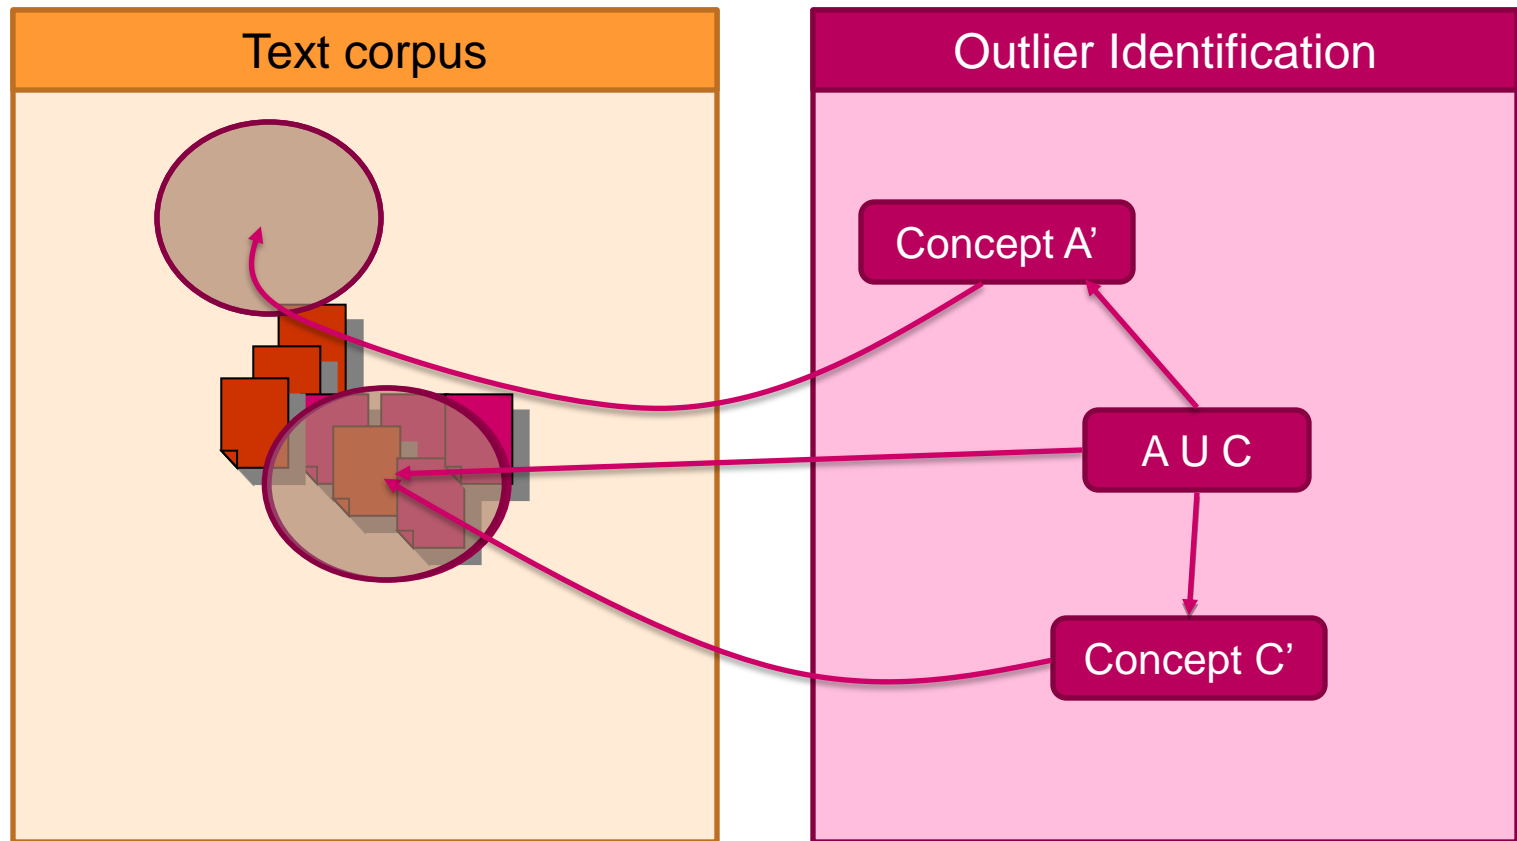 Text corpus
Outlier Identification
Concept A’
A U C
Concept C’